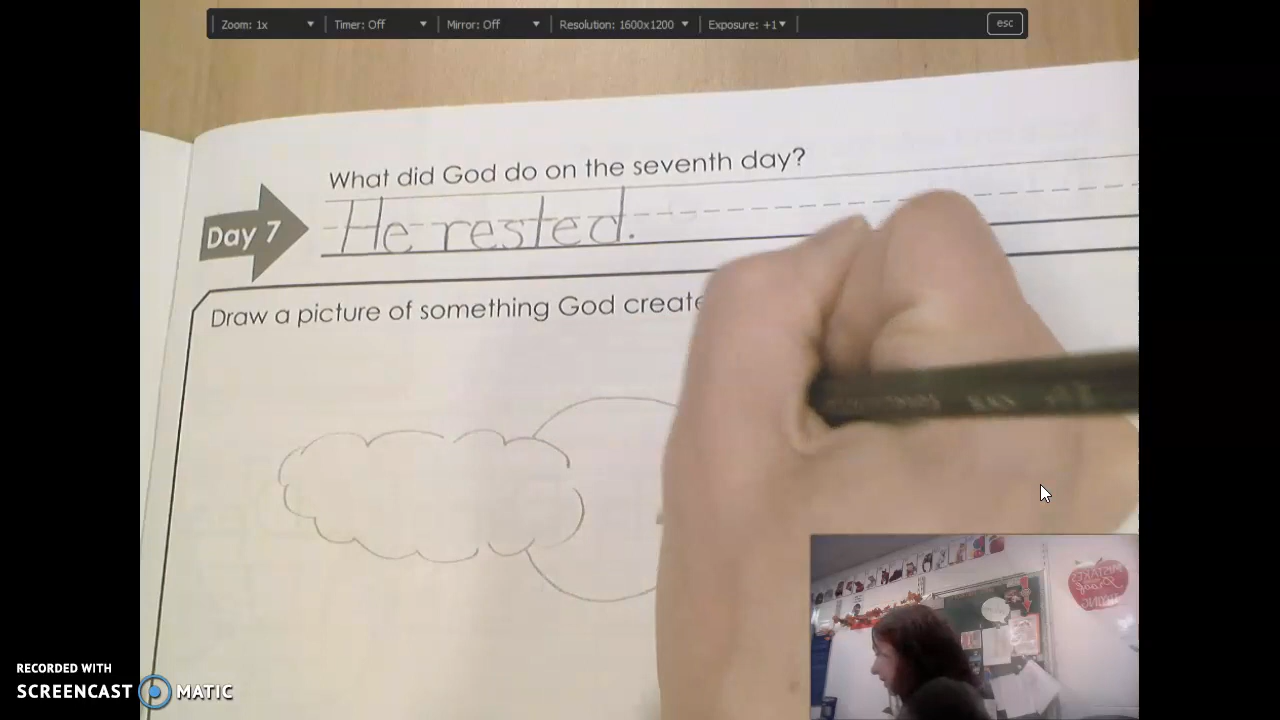 Zoom: 1x Timer: Off Mirror: Off Resolution: 1600x1200 Exposure: +1 esc
What did God do on the seventh day?
Day 7 He rested.
Draw a picture of something God create
RECORDED WITH
SCREENCAST MATIC